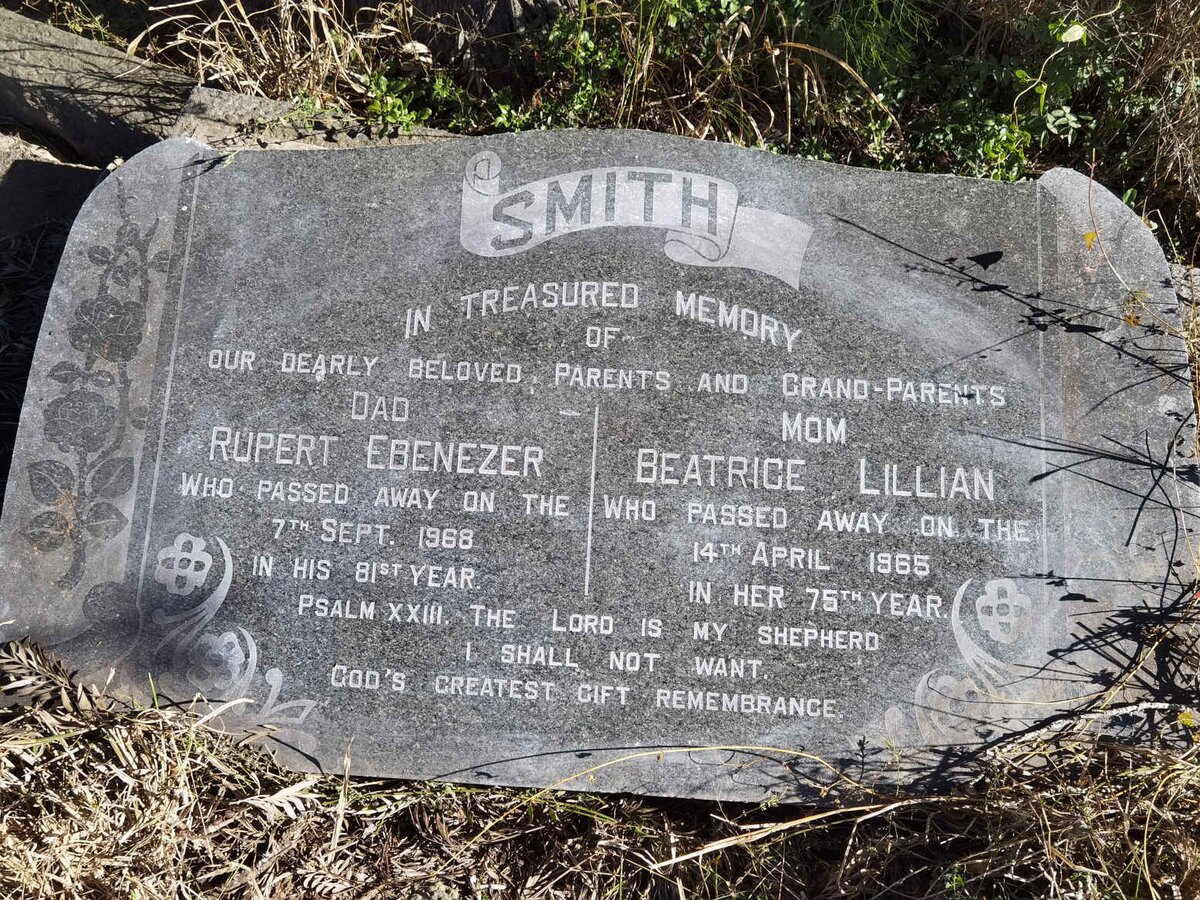 SMITH
IN TREASURED MEMORY
OF
OUR DEARLY BELOVED PARENTS AND GRAND-PARENTS
DAD
RUPERT EBENEZER
WHO PASSED AWAY ON THE
7TH SEPT. 1968
IN HIS 81ST YEAR.
MOM
BEATRICE LILLIAN
WHO PASSED AWAY ON THE
14TH APRIL 1965
IN HER 75TH YEAR.
PSALM XXIII. THE LORD IS MY SHEPHERD
I SHALL NOT WANT.
GOD'S GREATEST GIFT REMEMBRANCE.